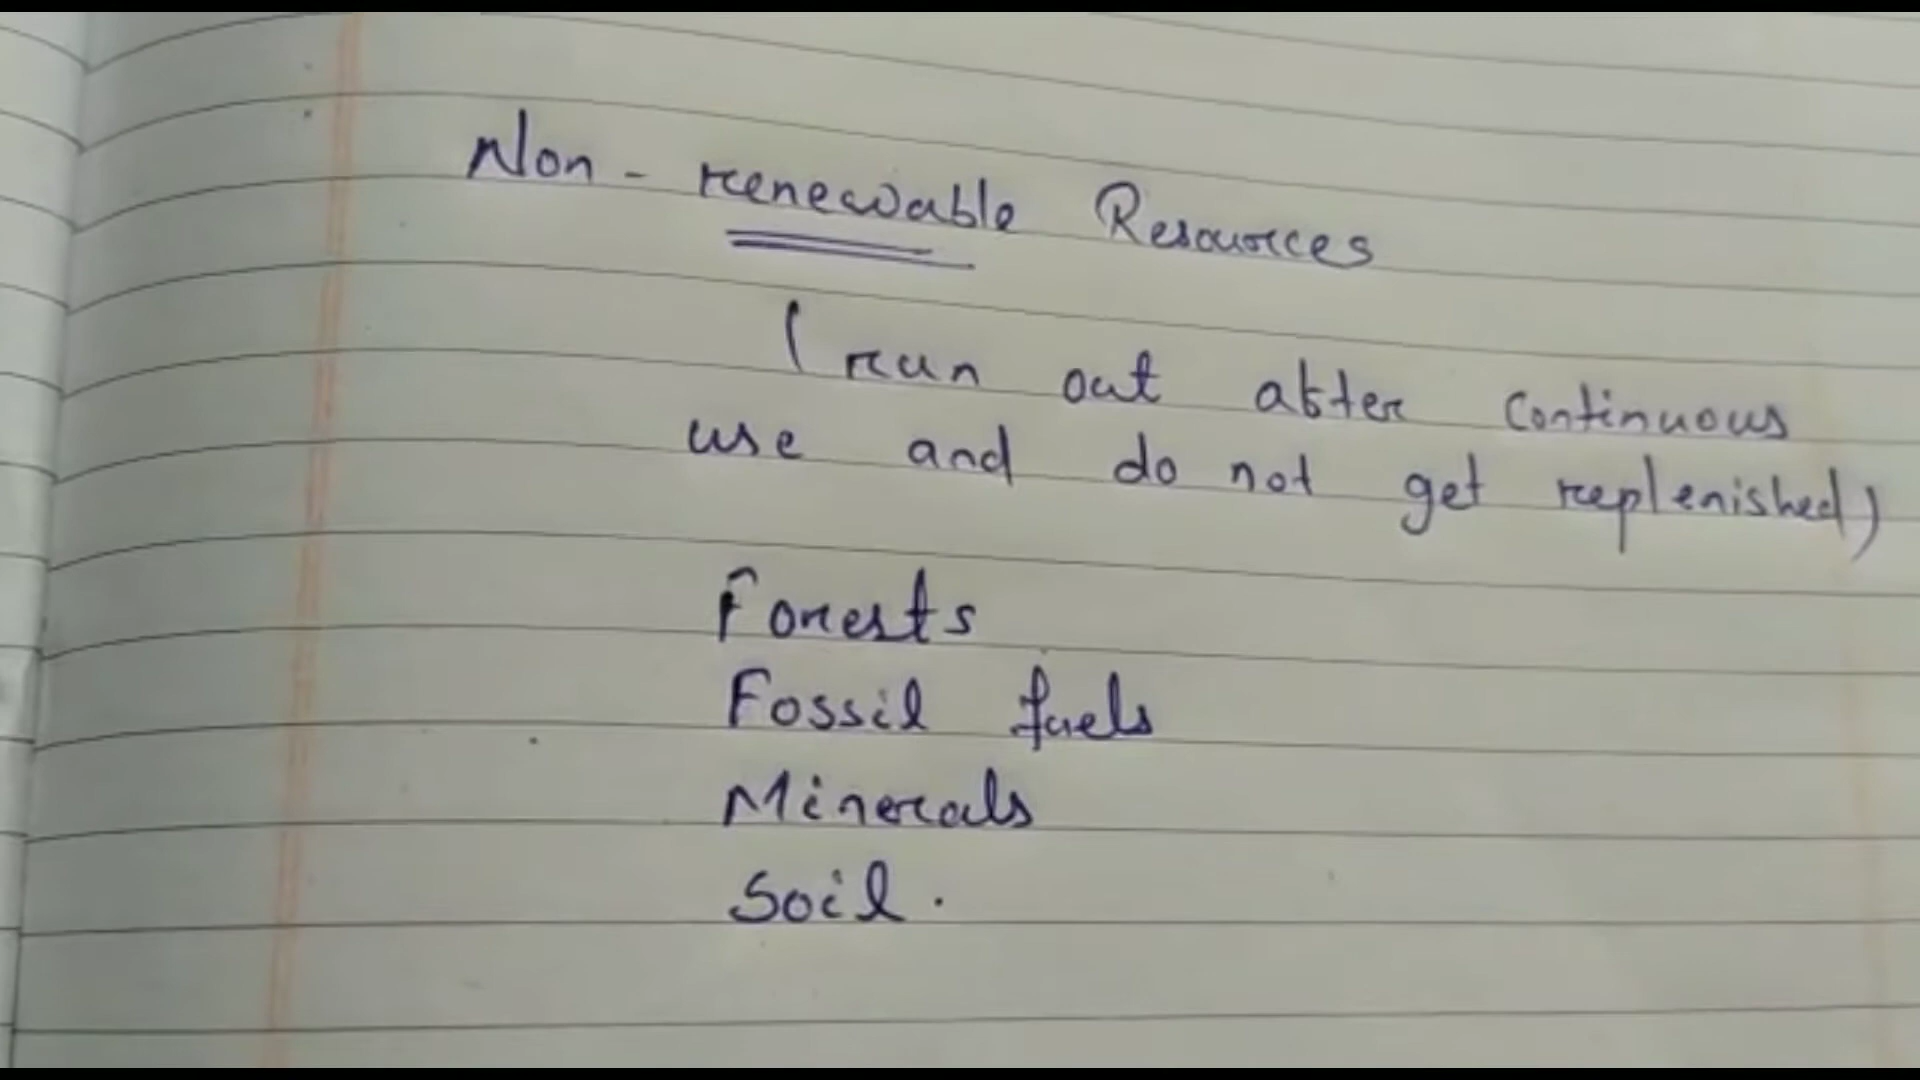 Non - renewable Resources
( run out after continuous
use and do not get replenished)
Forests
Fossil fuels
Minerals
Soil.